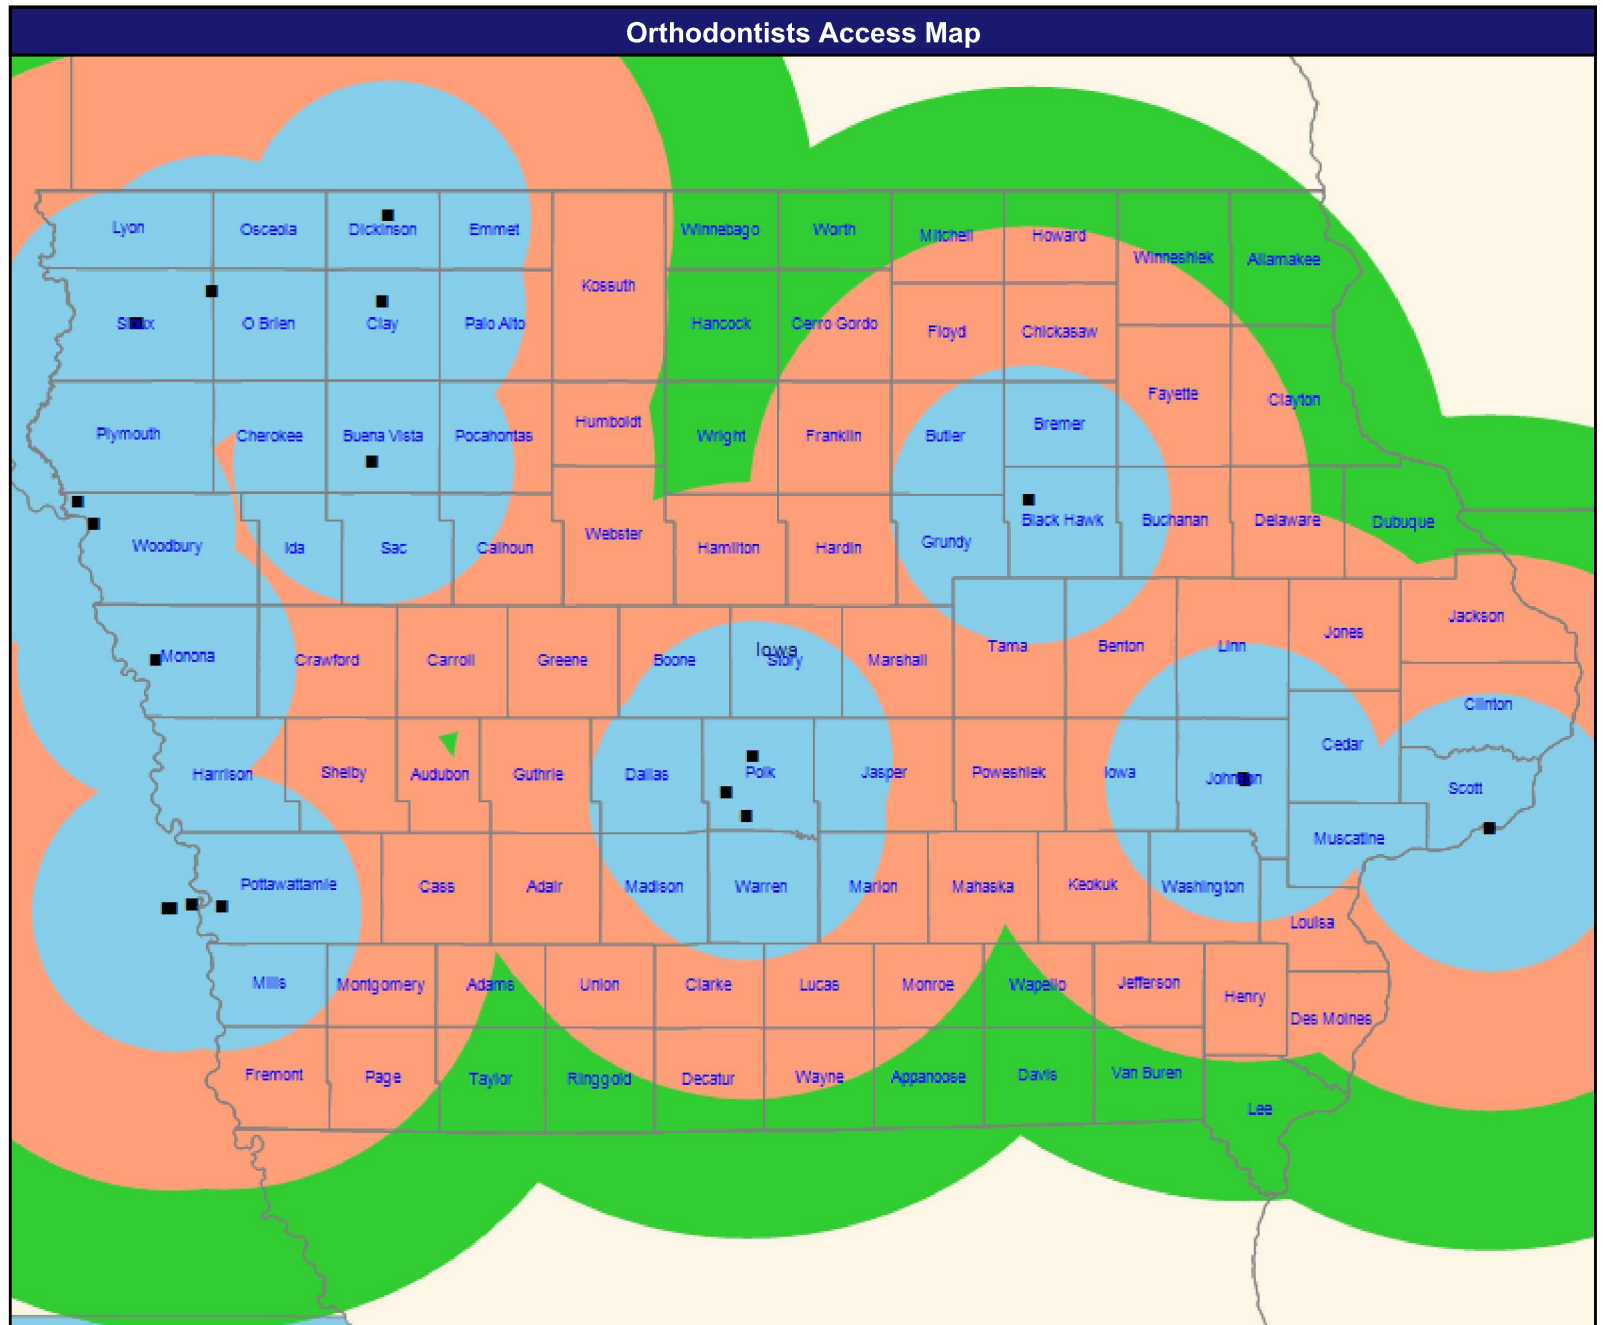 Orthodontists Access Map
Lyon
Osceola
Dickinson
Emmet
Winnebago
Worth
Mitchell
Howard
Winneshiek
Allamakee
Kossuth
Sioux
O Brien
Clay
Palo Alto
Hancock
Cerro Gordo
Floyd
Chickasaw
Fayette
Clayton
Plymouth
Cherokee
Buena Vista
Pocahontas
Humboldt
Wright
Franklin
Butler
Bremer
Woodbury
Ida
Sac
Calhoun
Webster
Hamilton
Hardin
Grundy
Black Hawk
Buchanan
Delaware
Dubuque
Monona
Crawford
Carroll
Greene
Boone
Iowa
Story
Marshall
Tama
Benton
Linn
Jones
Jackson
Clinton
Harrison
Shelby
Audubon
Guthrie
Dallas
Polk
Jasper
Poweshiek
Iowa
Johnson
Cedar
Scott
Muscatine
Pottawattamie
Cass
Adair
Madison
Warren
Marion
Mahaska
Keokuk
Washington
Louisa
Mills
Montgomery
Adams
Union
Clarke
Lucas
Monroe
Wapello
Jefferson
Henry
Des Moines
Fremont
Page
Taylor
Ringgold
Decatur
Wayne
Appanoose
Davis
Van Buren
Lee